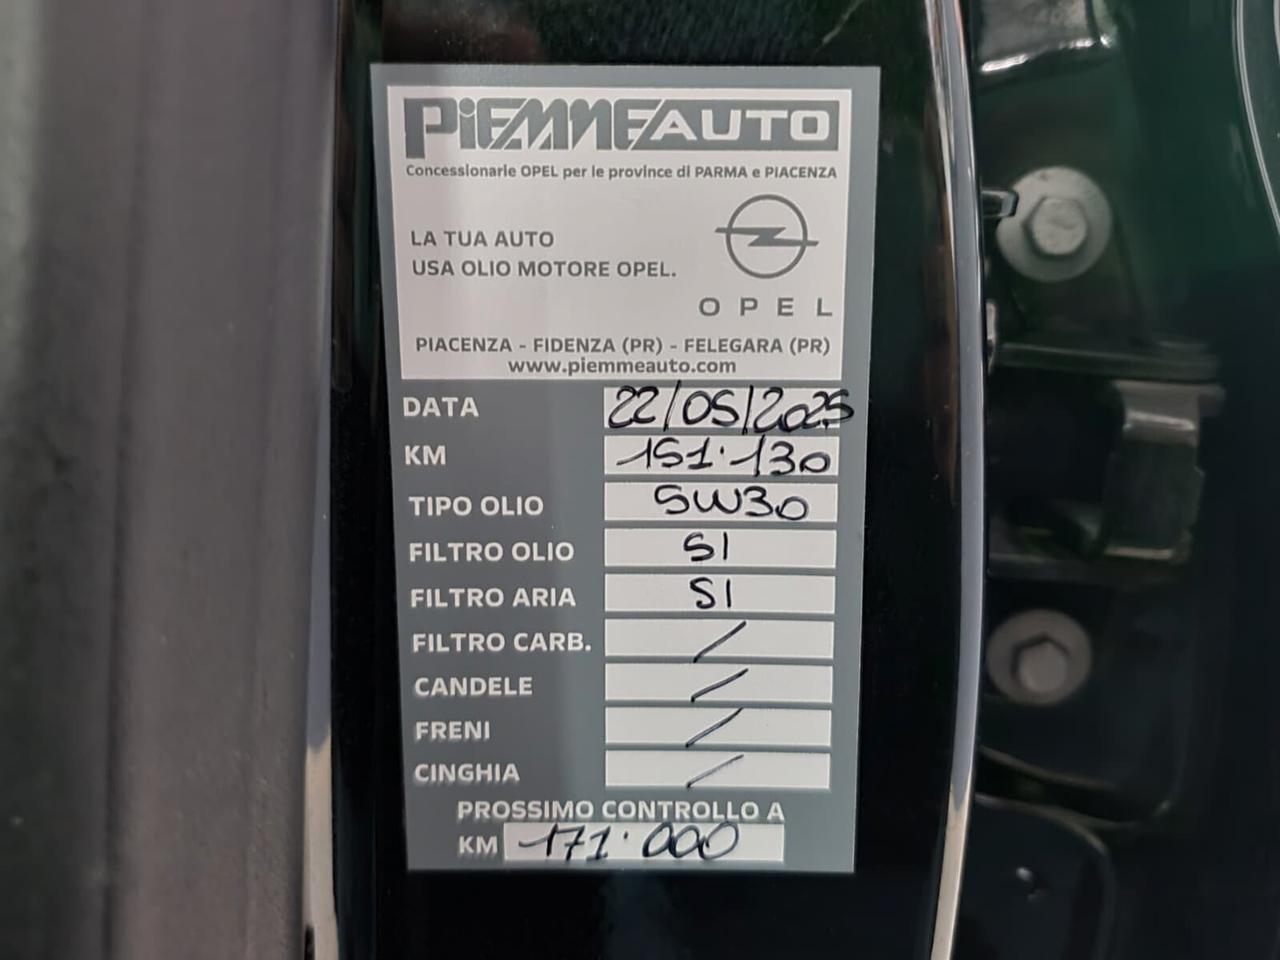 PIEMMEAUTO
Concessionarie OPEL per le province di PARMA e PIACENZA
LA TUA AUTO
USA OLIO MOTORE OPEL.
OPEL
PIACENZA - FIDENZA (PR) - FELEGARA (PR)
www.piemmeauto.com
DATA 22/05/2025
KM 151.130
TIPO OLIO 5W30
FILTRO OLIO SI
FILTRO ARIA SI
FILTRO CARB. /
CANDELE /
FRENI /
CINGHIA /
PROSSIMO CONTROLLO A
KM 171.000